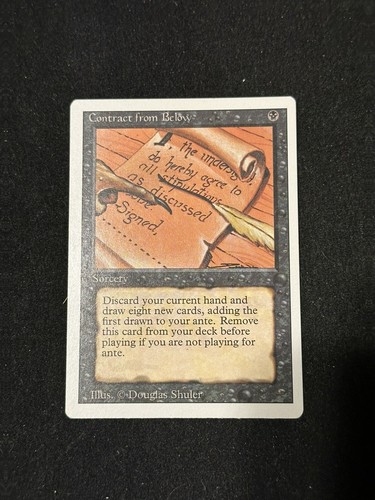 Contract from Below
I, the undersigned,
do hereby agree to
all stipulations
as discussed
Signed,
Sorcery
Discard your current hand and
draw eight new cards, adding the
first drawn to your ante. Remove
this card from your deck before
playing if you are not playing for
ante.
Illus. © Douglas Shuler